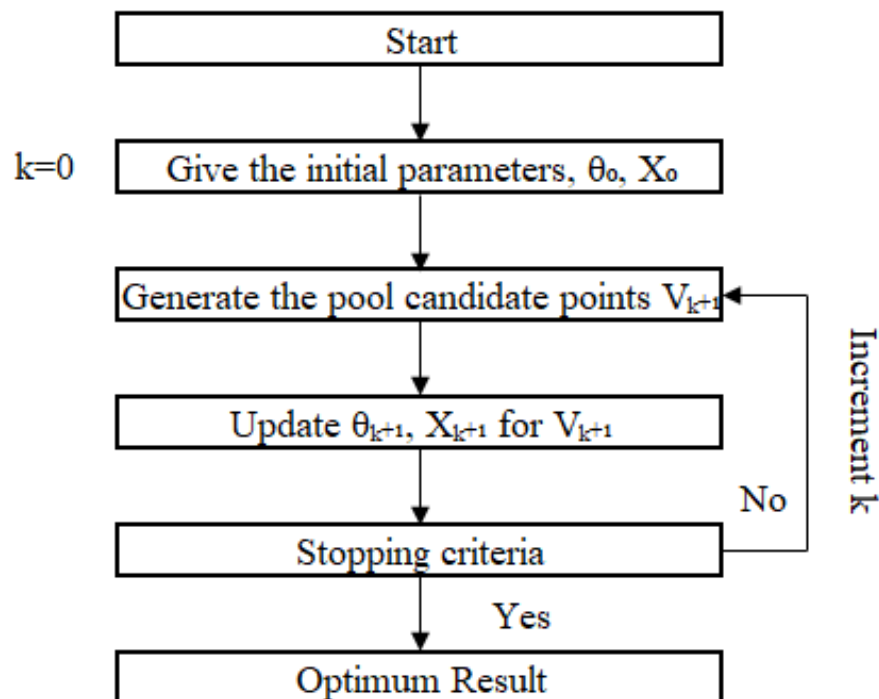 Start
k=0
Give the initial parameters, θ₀, X₀
Generate the pool candidate points Vₖ₊₁
Update θₖ₊₁, Xₖ₊₁ for Vₖ₊₁
Increment k
No
Stopping criteria
Yes
Optimum Result